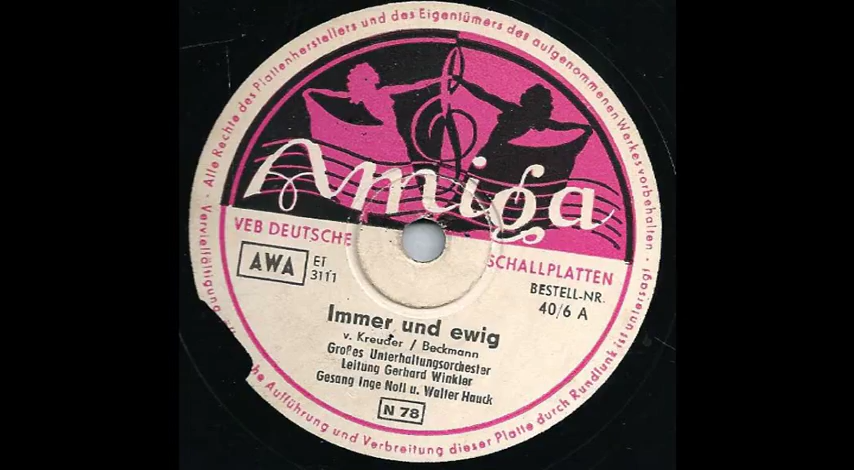 Alle Rechte des Plattenherstellers und des Eigentümers des aufgenommenen Werkes vorbehalten · Vervielfältigung
che Aufführung und Verbreitung dieser Platte durch Rundfunk ist untersagt
Amiga
VEB DEUTSCHE SCHALLPLATTEN
AWA
ET
3111
BESTELL-NR.
40/6 A
Immer und ewig
v. Kreuder / Beckmann
Großes Unterhaltungsorchester
Leitung Gerhard Winkler
Gesang Inge Noll u. Walter Hauck
N 78